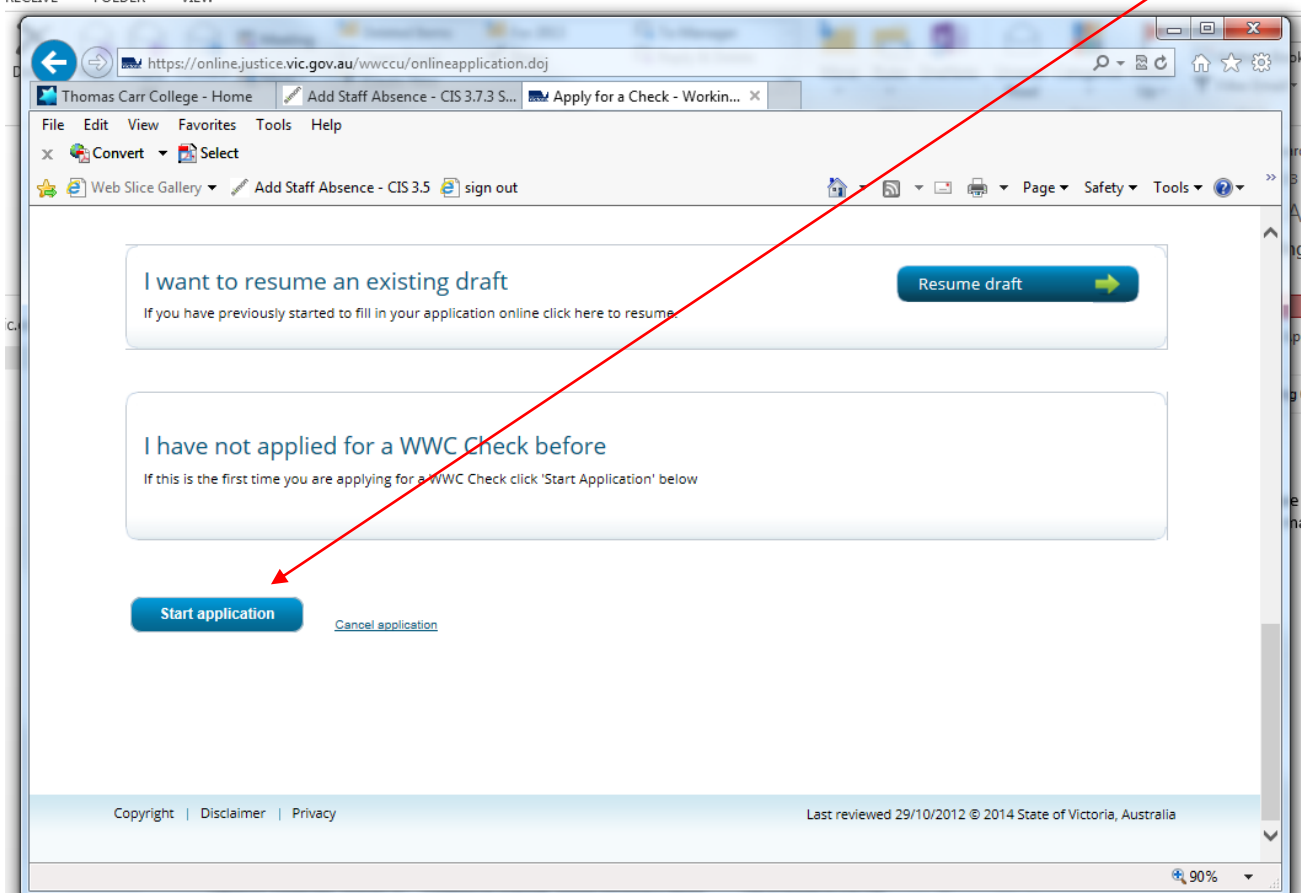 RECEIVE FOLDER VIEW
https://online.justice.vic.gov.au/wwccu/onlineapplication.doj
Thomas Carr College - Home Add Staff Absence - CIS 3.7.3 S... Apply for a Check - Workin... ×
File Edit View Favorites Tools Help
x Convert Select
Web Slice Gallery Add Staff Absence - CIS 3.5 sign out Page Safety Tools »
I want to resume an existing draft
Resume draft
If you have previously started to fill in your application online click here to resume.
I have not applied for a WWC Check before
If this is the first time you are applying for a WWC Check click 'Start Application' below
Start application Cancel application
Copyright | Disclaimer | Privacy Last reviewed 29/10/2012 © 2014 State of Victoria, Australia
90%